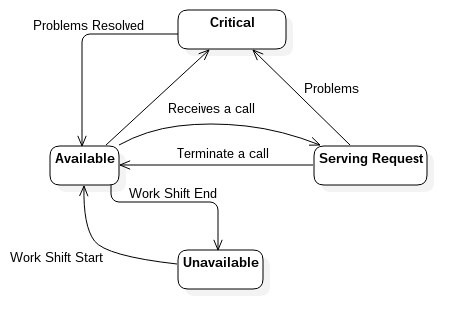 Critical
Problems Resolved
Problems
Receives a call
Available
Terminate a call
Serving Request
Work Shift End
Work Shift Start
Unavailable